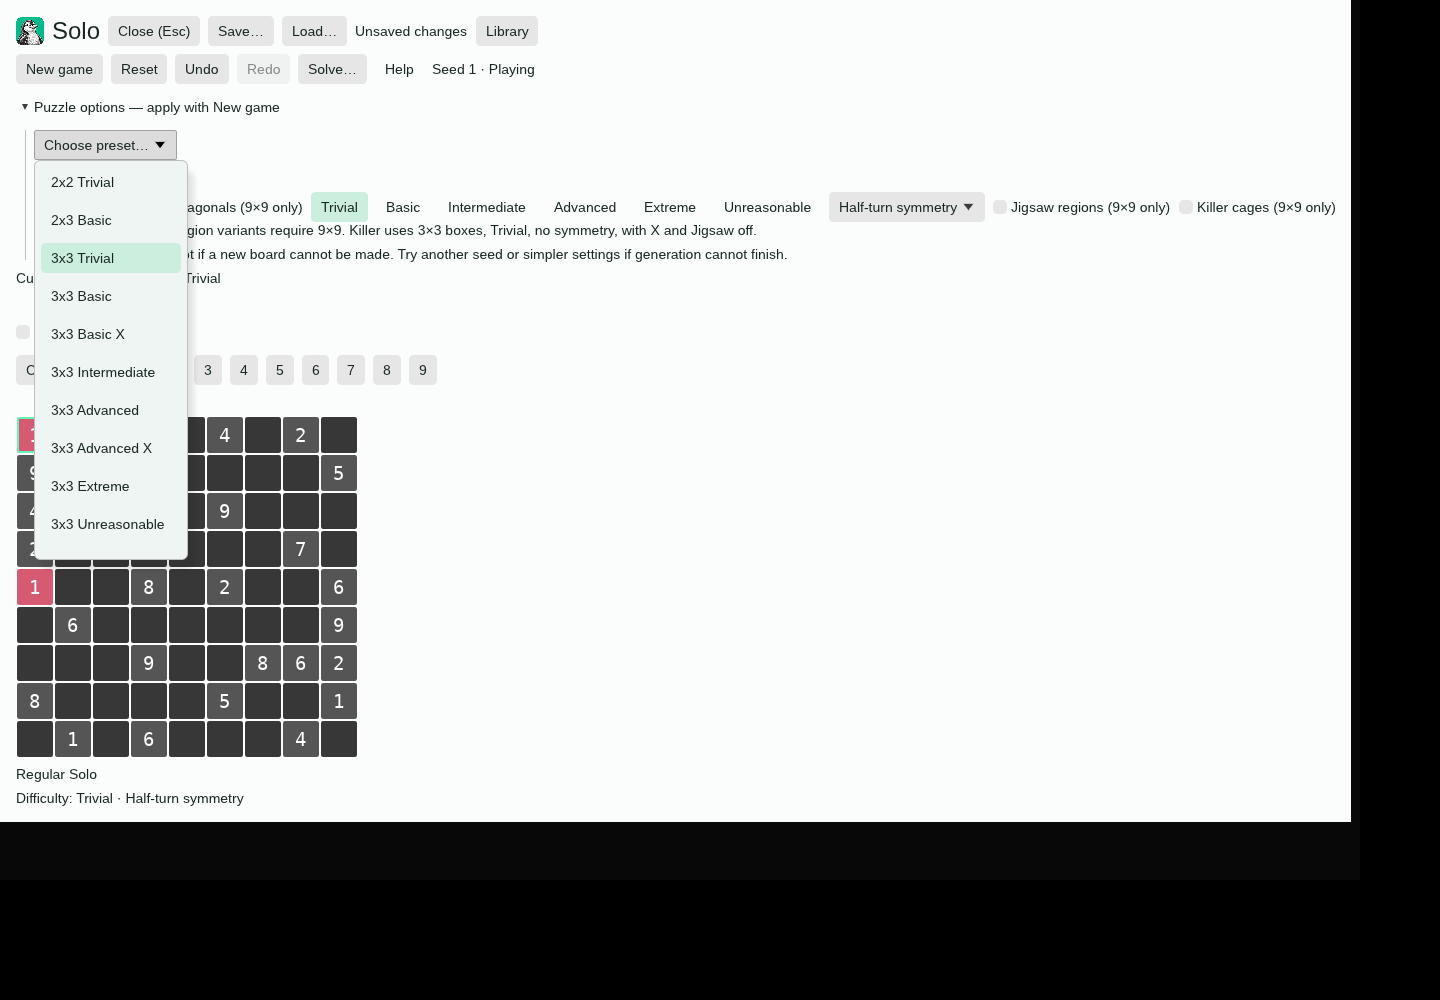 Solo Close (Esc) Save… Load… Unsaved changes Library
New game Reset Undo Redo Solve… Help Seed 1 · Playing
▼ Puzzle options — apply with New game
Choose preset… ▼
2x2 Trivial
agonals (9×9 only) Trivial Basic Intermediate Advanced Extreme Unreasonable Half-turn symmetry ▼ Jigsaw regions (9×9 only) Killer cages (9×9 only)
2x3 Basic
gion variants require 9×9. Killer uses 3×3 boxes, Trivial, no symmetry, with X and Jigsaw off.
3x3 Trivial
if a new board cannot be made. Try another seed or simpler settings if generation cannot finish.
Cu Trivial
3x3 Basic
3x3 Basic X
3x3 Intermediate
3 4 5 6 7 8 9
3x3 Advanced
3x3 Advanced X
3x3 Extreme
3x3 Unreasonable
4 2
5
9
7
1 8 2 6
6 9
9 8 6 2
8 5 1
1 6 4
Regular Solo
Difficulty: Trivial · Half-turn symmetry